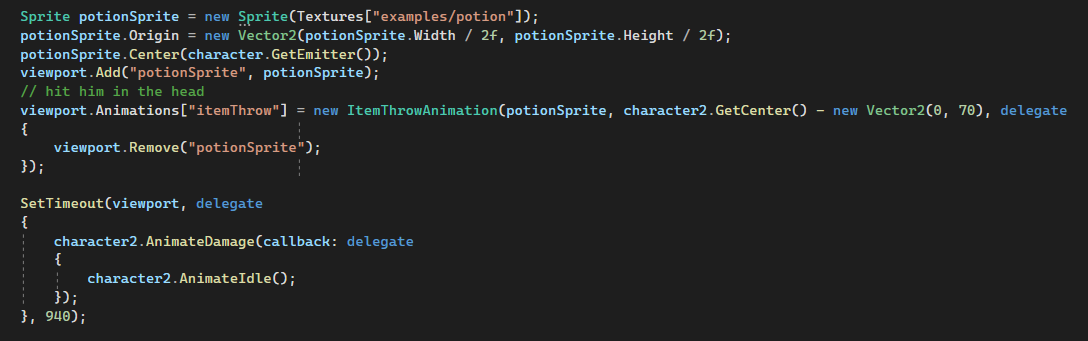 Sprite potionSprite = new Sprite(Textures["examples/potion"]);
potionSprite.Origin = new Vector2(potionSprite.Width / 2f, potionSprite.Height / 2f);
potionSprite.Center(character.GetEmitter());
viewport.Add("potionSprite", potionSprite);
// hit him in the head
viewport.Animations["itemThrow"] = new ItemThrowAnimation(potionSprite, character2.GetCenter() - new Vector2(0, 70), delegate
{
    viewport.Remove("potionSprite");
});

SetTimeout(viewport, delegate
{
    character2.AnimateDamage(callback: delegate
    {
        character2.AnimateIdle();
    });
}, 940);